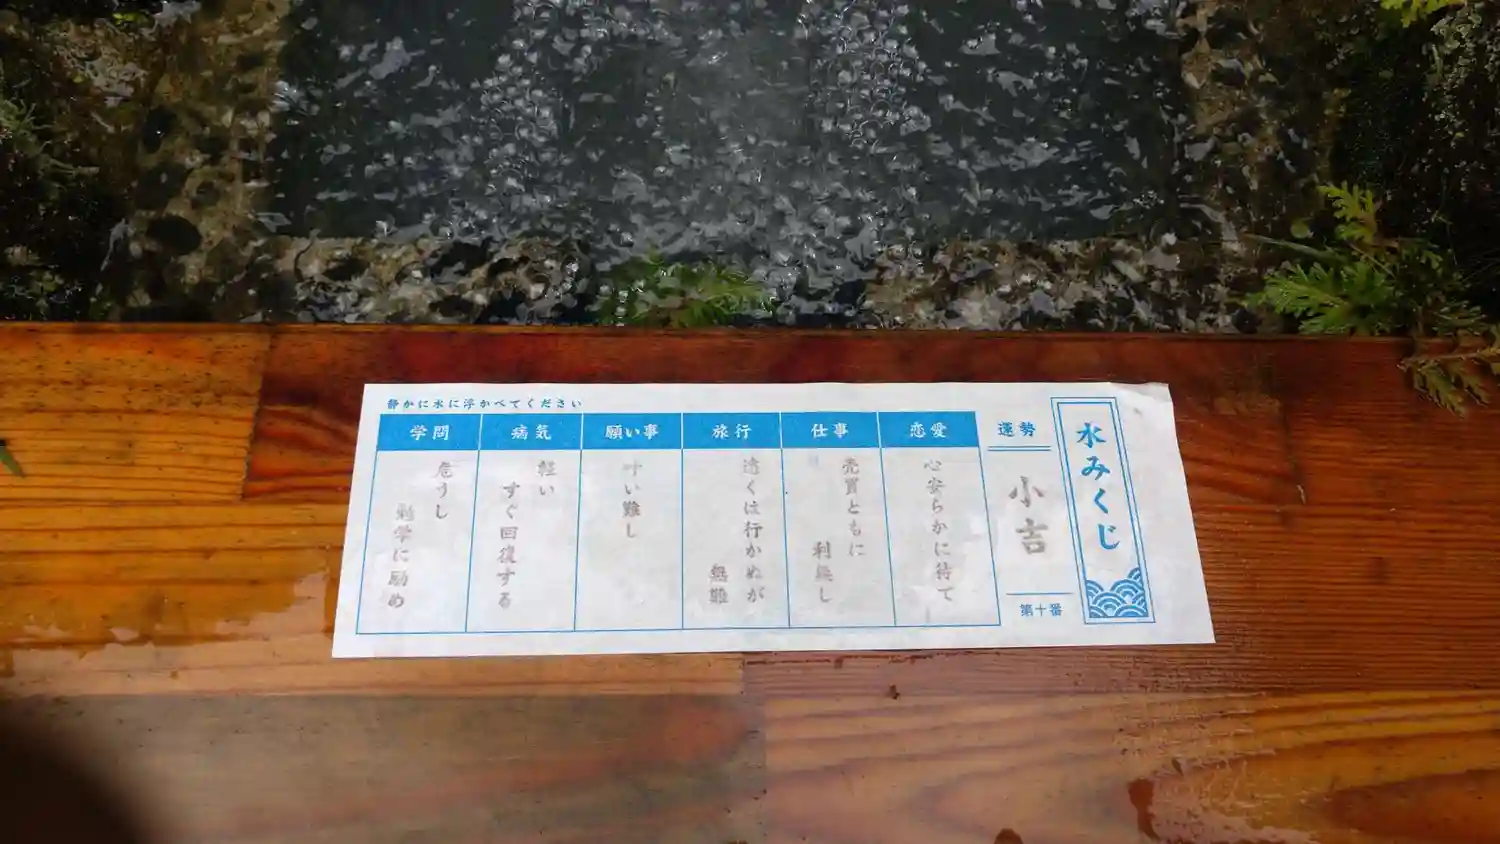 水みくじ
運勢
小吉
第十番
恋愛
心安らかに待て
仕事
売買ともに
利無し
旅行
遠くは行かぬが
無難
願い事
叶い難し
病気
軽い
すぐ回復する
学問
危うし
勉学に励め
静かに水に浮かべてください